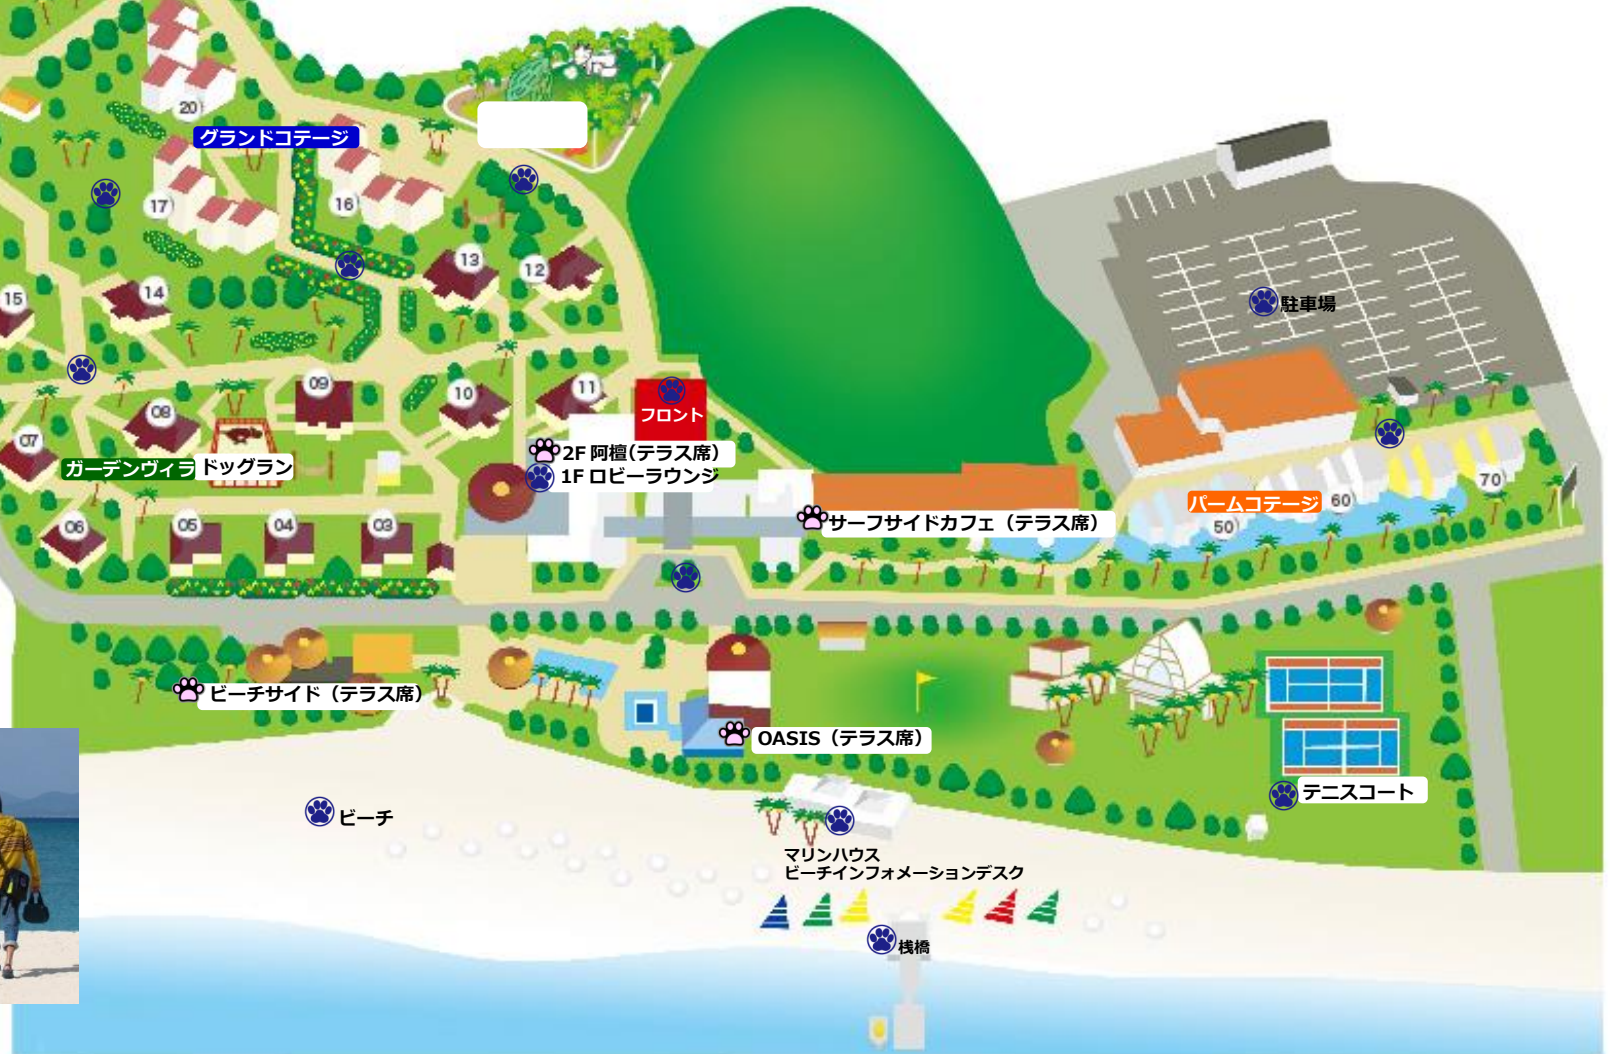 20
グランドコテージ
17
16
13
12
15
14
駐車場
09
10
11
08
フロント
07
ガーデンヴィラ
ドッグラン
2F 阿檀（テラス席）
1F ロビーラウンジ
70
パームコテージ
60
50
サーフサイドカフェ（テラス席）
06
05
04
03
ビーチサイド（テラス席）
OASIS（テラス席）
テニスコート
ビーチ
マリンハウス
ビーチインフォメーションデスク
桟橋